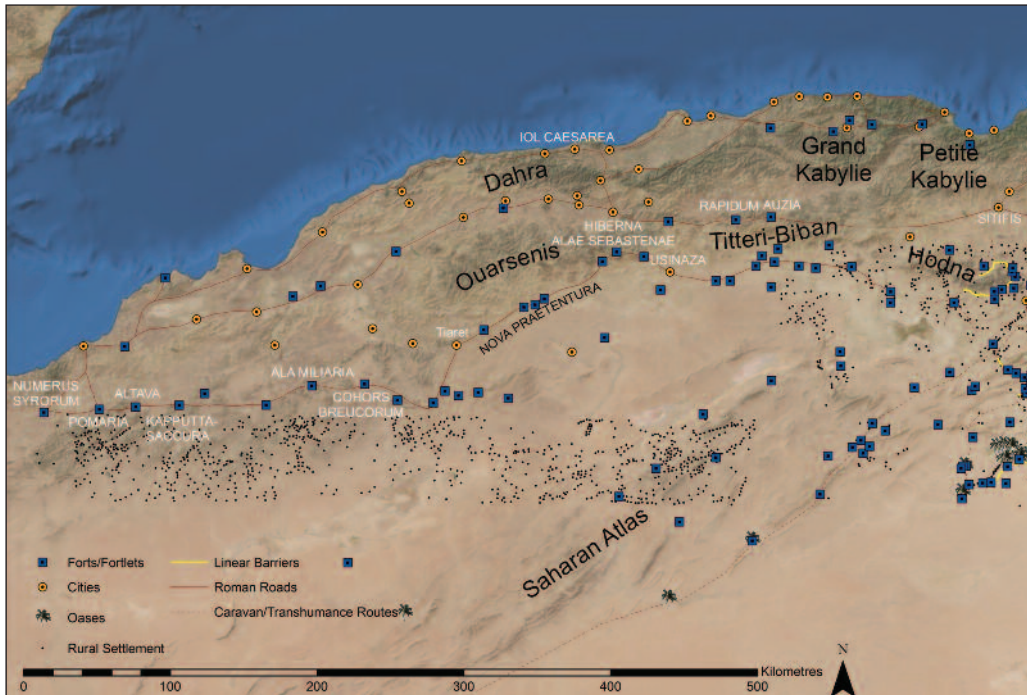 IOL CAESAREA
Dahra
Grand
Kabylie
Petite
Kabylie
RAPIDUM AUZIA
SITIFIS
HIBERNA
ALAE SEBASTENAE
Titteri-Biban
Ouarsenis
USINAZA
Hodna
NOVA PRAETENTURA
Tiaret
NUMERUS
SYRORUM
ALTAVA
ALA MILIARIA
COHORS
BREUCORUM
POMARIA
KAPPUTTA-
SACCURA
Saharan Atlas
Forts/Fortlets
Linear Barriers
Cities
Roman Roads
Oases
Caravan/Transhumance Routes
Rural Settlement
N
Kilometres
0 100 200 300 400 500